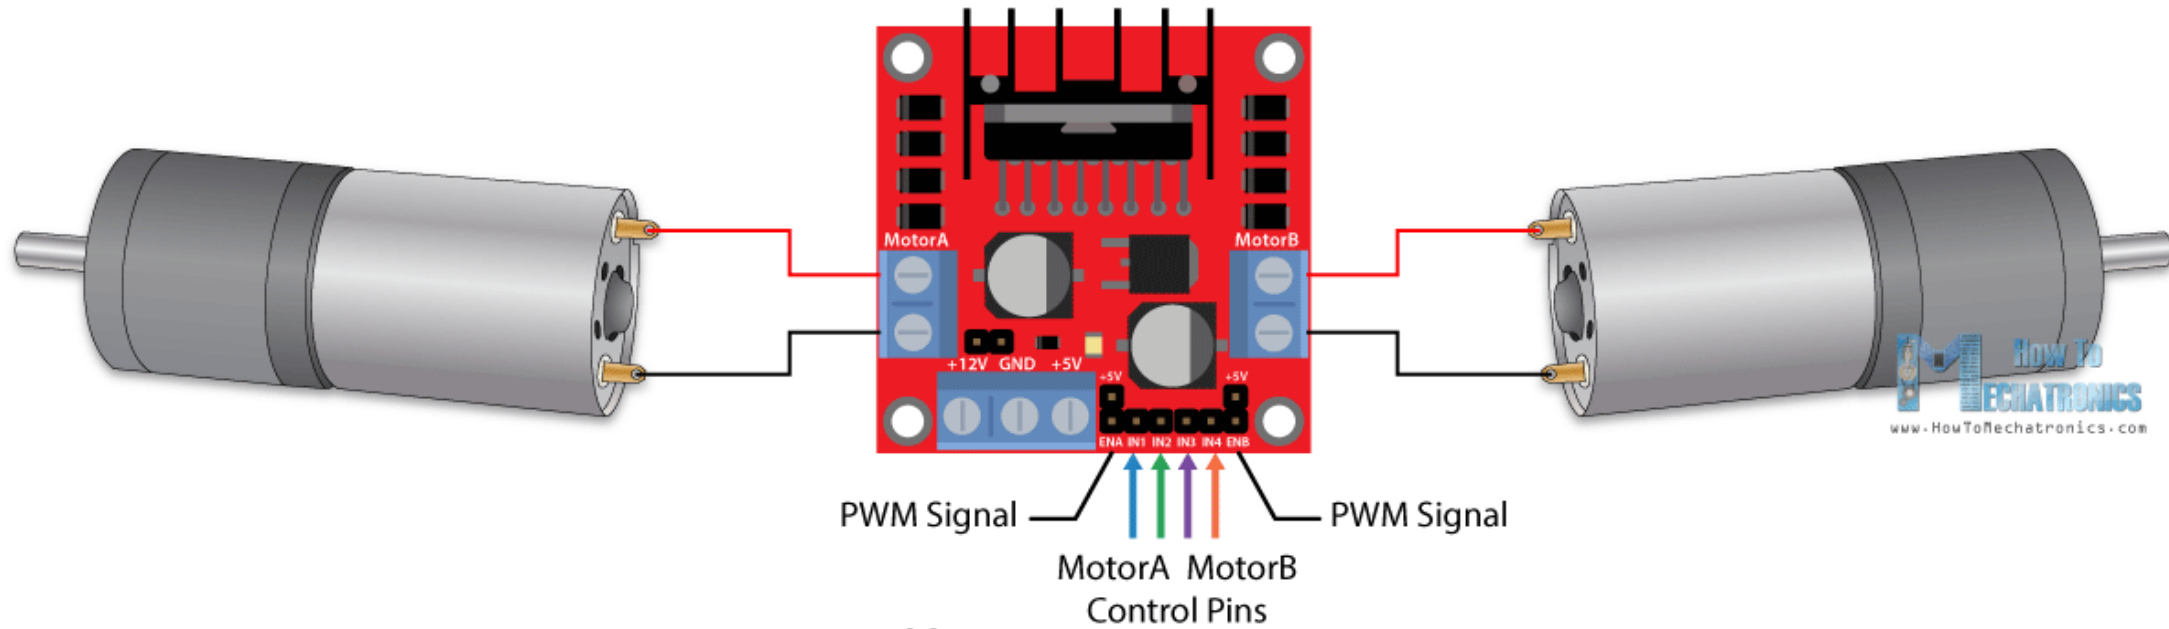 MotorA
MotorB
+12V GND +5V
+5V
+5V
ENA IN1 IN2 IN3 IN4 ENB
PWM Signal
PWM Signal
MotorA MotorB
Control Pins
How To
MECHATRONICS
www.HowToMechatronics.com